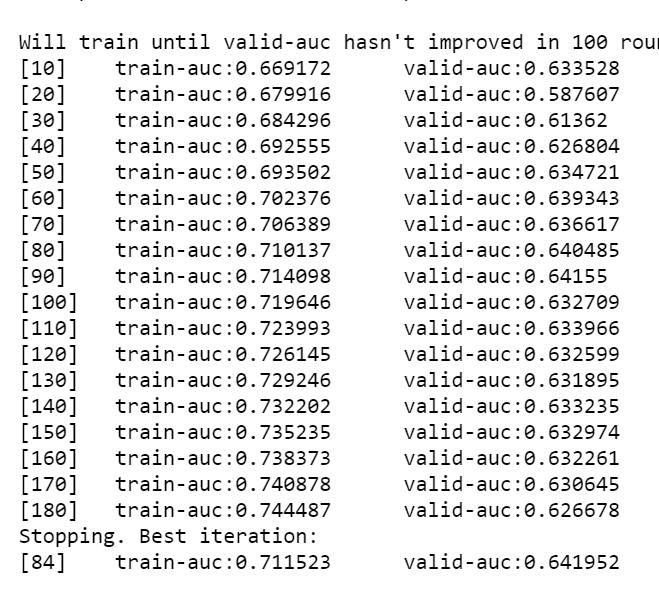 Will train until valid-auc hasn't improved in 100
[10] train-auc:0.669172 valid-auc:0.633528
[20] train-auc:0.679916 valid-auc:0.587607
[30] train-auc:0.684296 valid-auc:0.61362
[40] train-auc:0.692555 valid-auc:0.626804
[50] train-auc:0.693502 valid-auc:0.634721
[60] train-auc:0.702376 valid-auc:0.639343
[70] train-auc:0.706389 valid-auc:0.636617
[80] train-auc:0.710137 valid-auc:0.640485
[90] train-auc:0.714098 valid-auc:0.64155
[100] train-auc:0.719646 valid-auc:0.632709
[110] train-auc:0.723993 valid-auc:0.633966
[120] train-auc:0.726145 valid-auc:0.632599
[130] train-auc:0.729246 valid-auc:0.631895
[140] train-auc:0.732202 valid-auc:0.633235
[150] train-auc:0.735235 valid-auc:0.632974
[160] train-auc:0.738373 valid-auc:0.632261
[170] train-auc:0.740878 valid-auc:0.630645
[180] train-auc:0.744487 valid-auc:0.626678
Stopping. Best iteration:
[84] train-auc:0.711523 valid-auc:0.641952